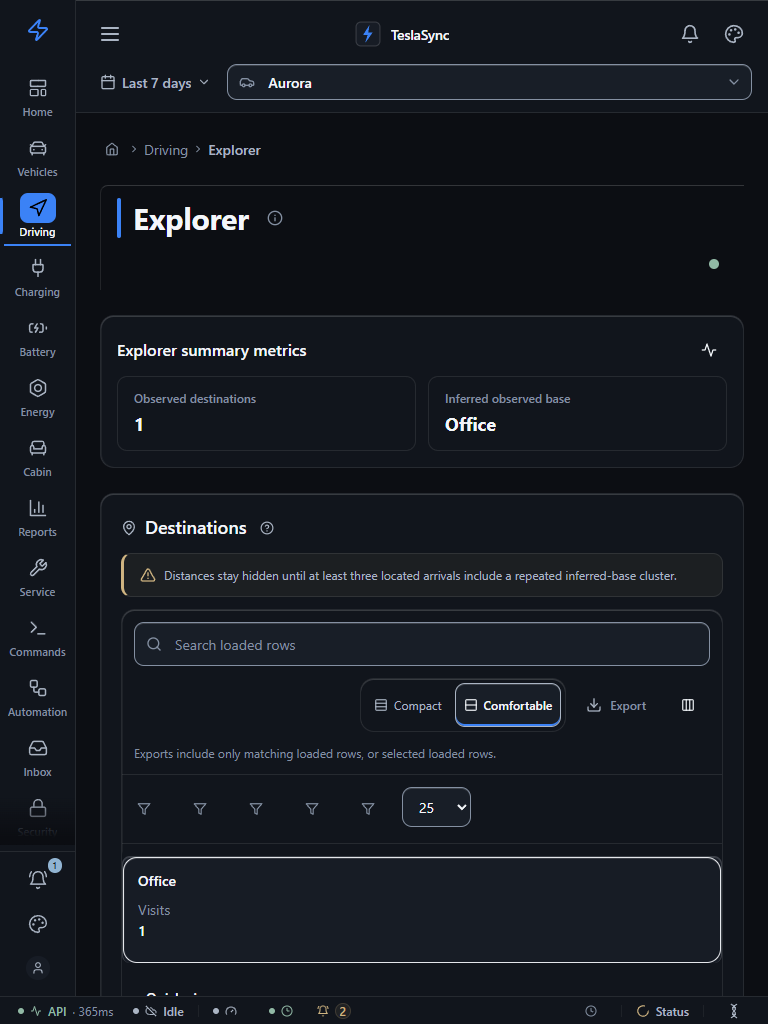 TeslaSync
Last 7 days
Aurora
Home
Vehicles
Driving
Charging
Battery
Energy
Cabin
Reports
Service
Commands
Automation
Inbox
Security
1
Driving
Explorer
Explorer
Explorer summary metrics
Observed destinations
1
Inferred observed base
Office
Destinations
Distances stay hidden until at least three located arrivals include a repeated inferred-base cluster.
Search loaded rows
Compact
Comfortable
Export
Exports include only matching loaded rows, or selected loaded rows.
25
Office
Visits
1
API · 365ms
Idle
2
Status